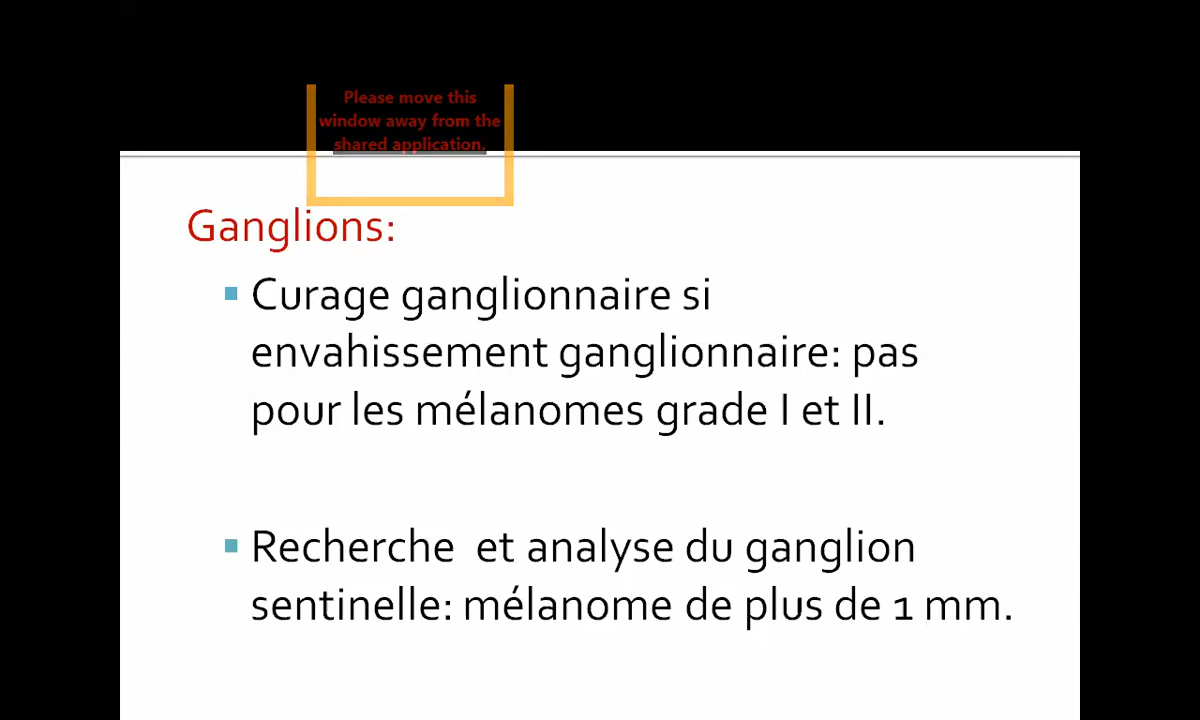 Please move this
window away from the
shared application.
Ganglions:
Curage ganglionnaire si
envahissement ganglionnaire: pas
pour les mélanomes grade I et II.
Recherche et analyse du ganglion
sentinelle: mélanome de plus de 1 mm.